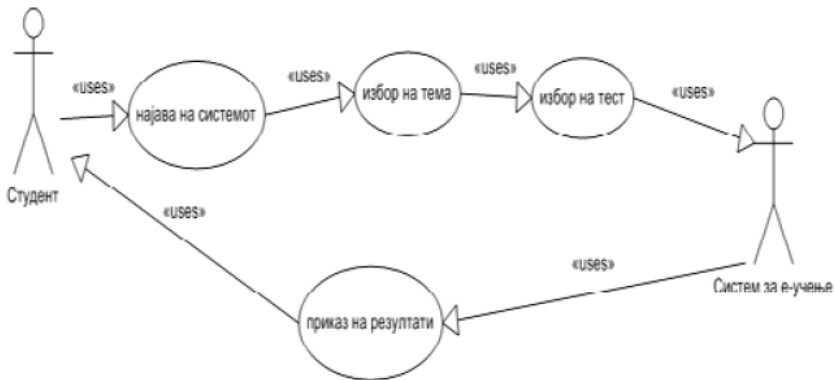 «uses»
најава на системот
«uses»
избор на тема
«uses»
избор на тест
«uses»
Студент
«uses»
приказ на резултати
«uses»
Систем за е-учење